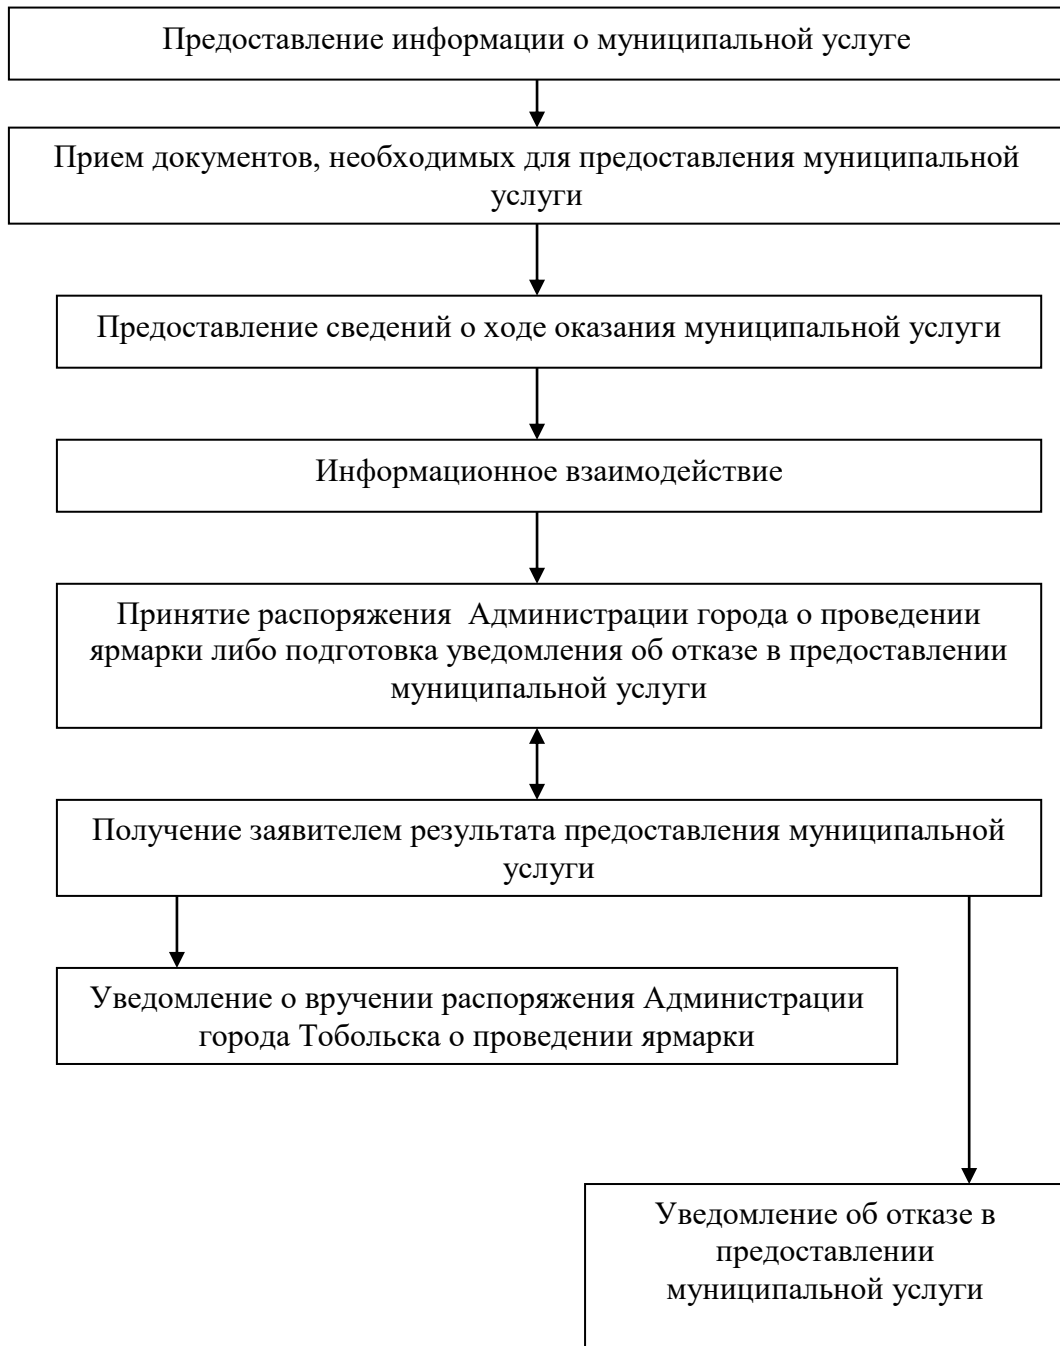 Предоставление информации о муниципальной услуге
Прием документов, необходимых для предоставления муниципальной
услуги
Предоставление сведений о ходе оказания муниципальной услуги
Информационное взаимодействие
Принятие распоряжения  Администрации города о проведении
ярмарки либо подготовка уведомления об отказе в предоставлении
муниципальной услуги
Получение заявителем результата предоставления муниципальной
услуги
Уведомление о вручении распоряжения Администрации
города Тобольска о проведении ярмарки
Уведомление об отказе в
предоставлении
муниципальной услуги